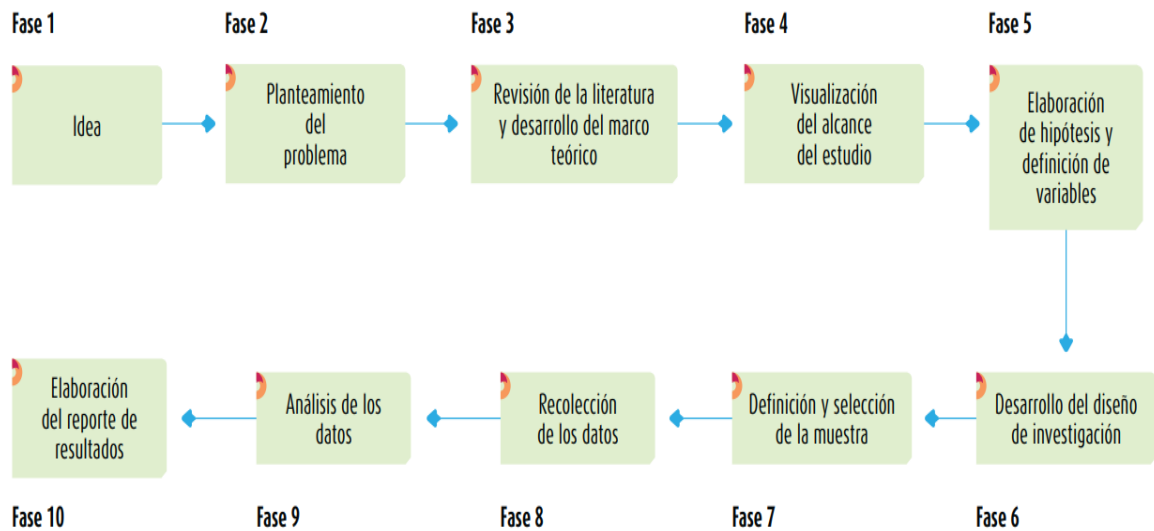 Fase 1
Fase 2
Fase 3
Fase 4
Fase 5
Idea
Planteamiento
del
problema
Revisión de la literatura
y desarrollo del marco
teórico
Visualización
del alcance
del estudio
Elaboración
de hipótesis y
definición de
variables
Elaboración
del reporte de
resultados
Análisis de los
datos
Recolección
de los datos
Definición y selección
de la muestra
Desarrollo del diseño
de investigación
Fase 10
Fase 9
Fase 8
Fase 7
Fase 6